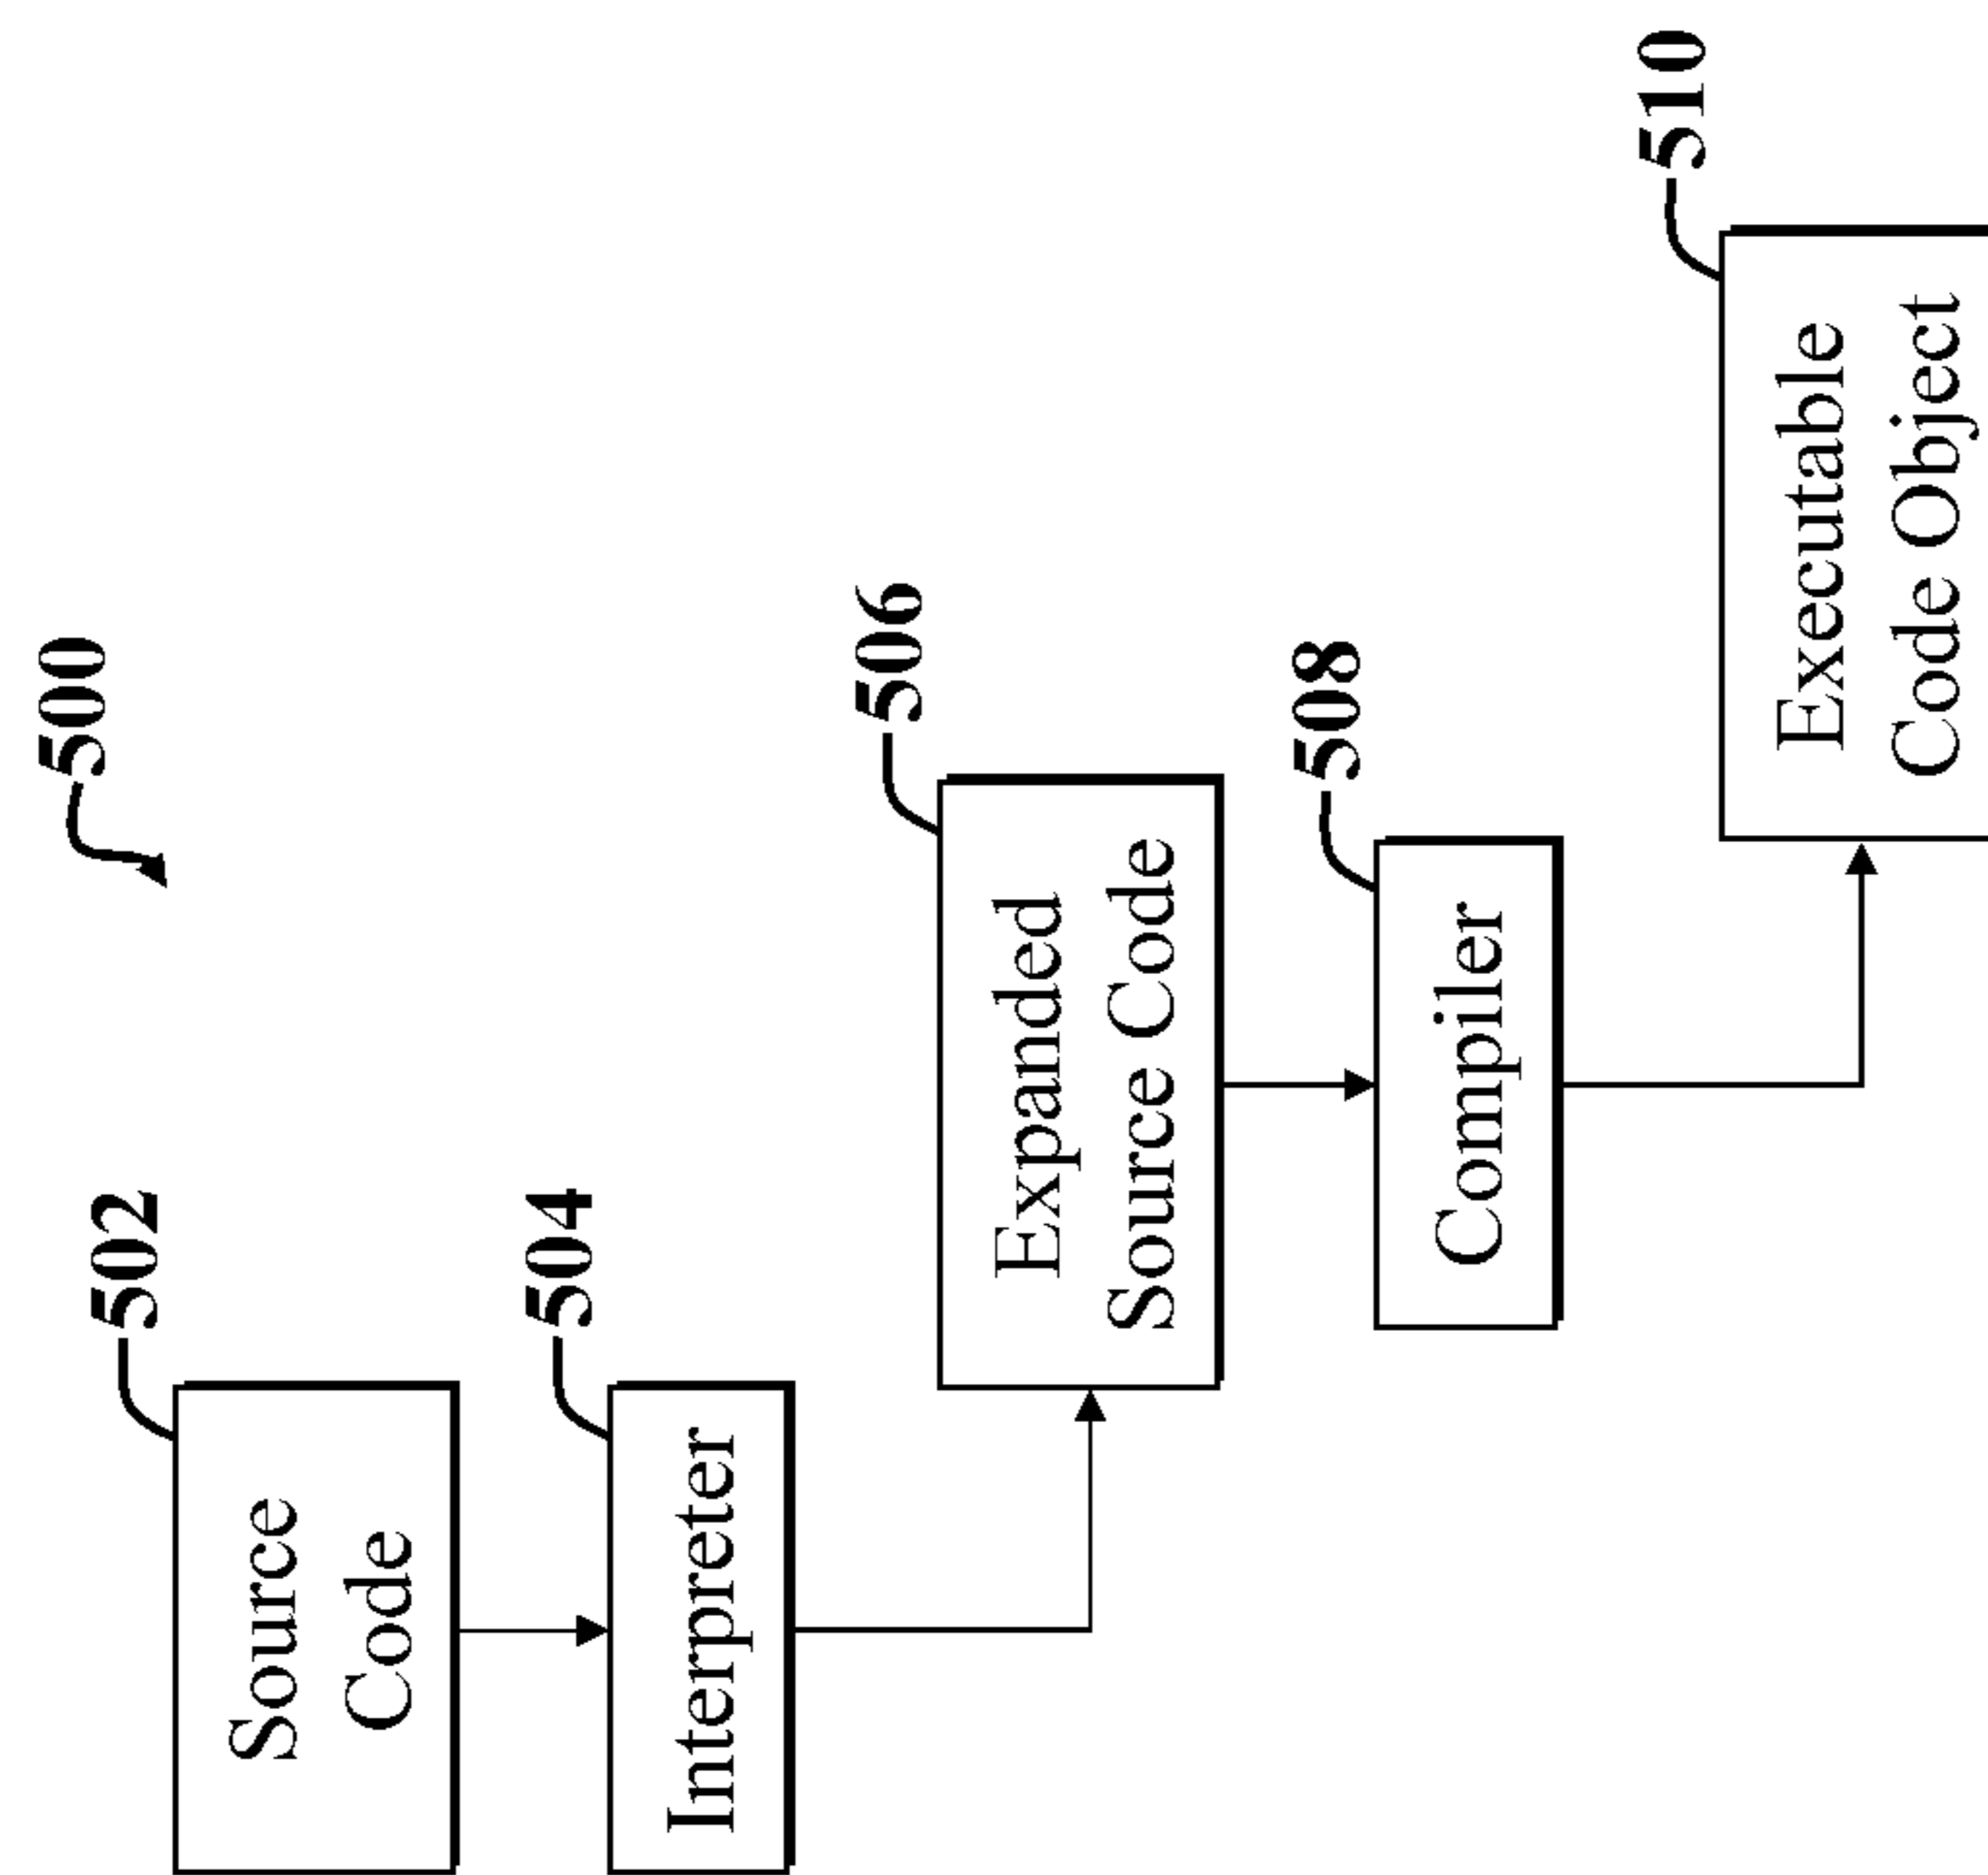 500
502
Source
Code
504
Interpreter
506
Expanded
Source Code
508
Compiler
510
Executable
Code Object